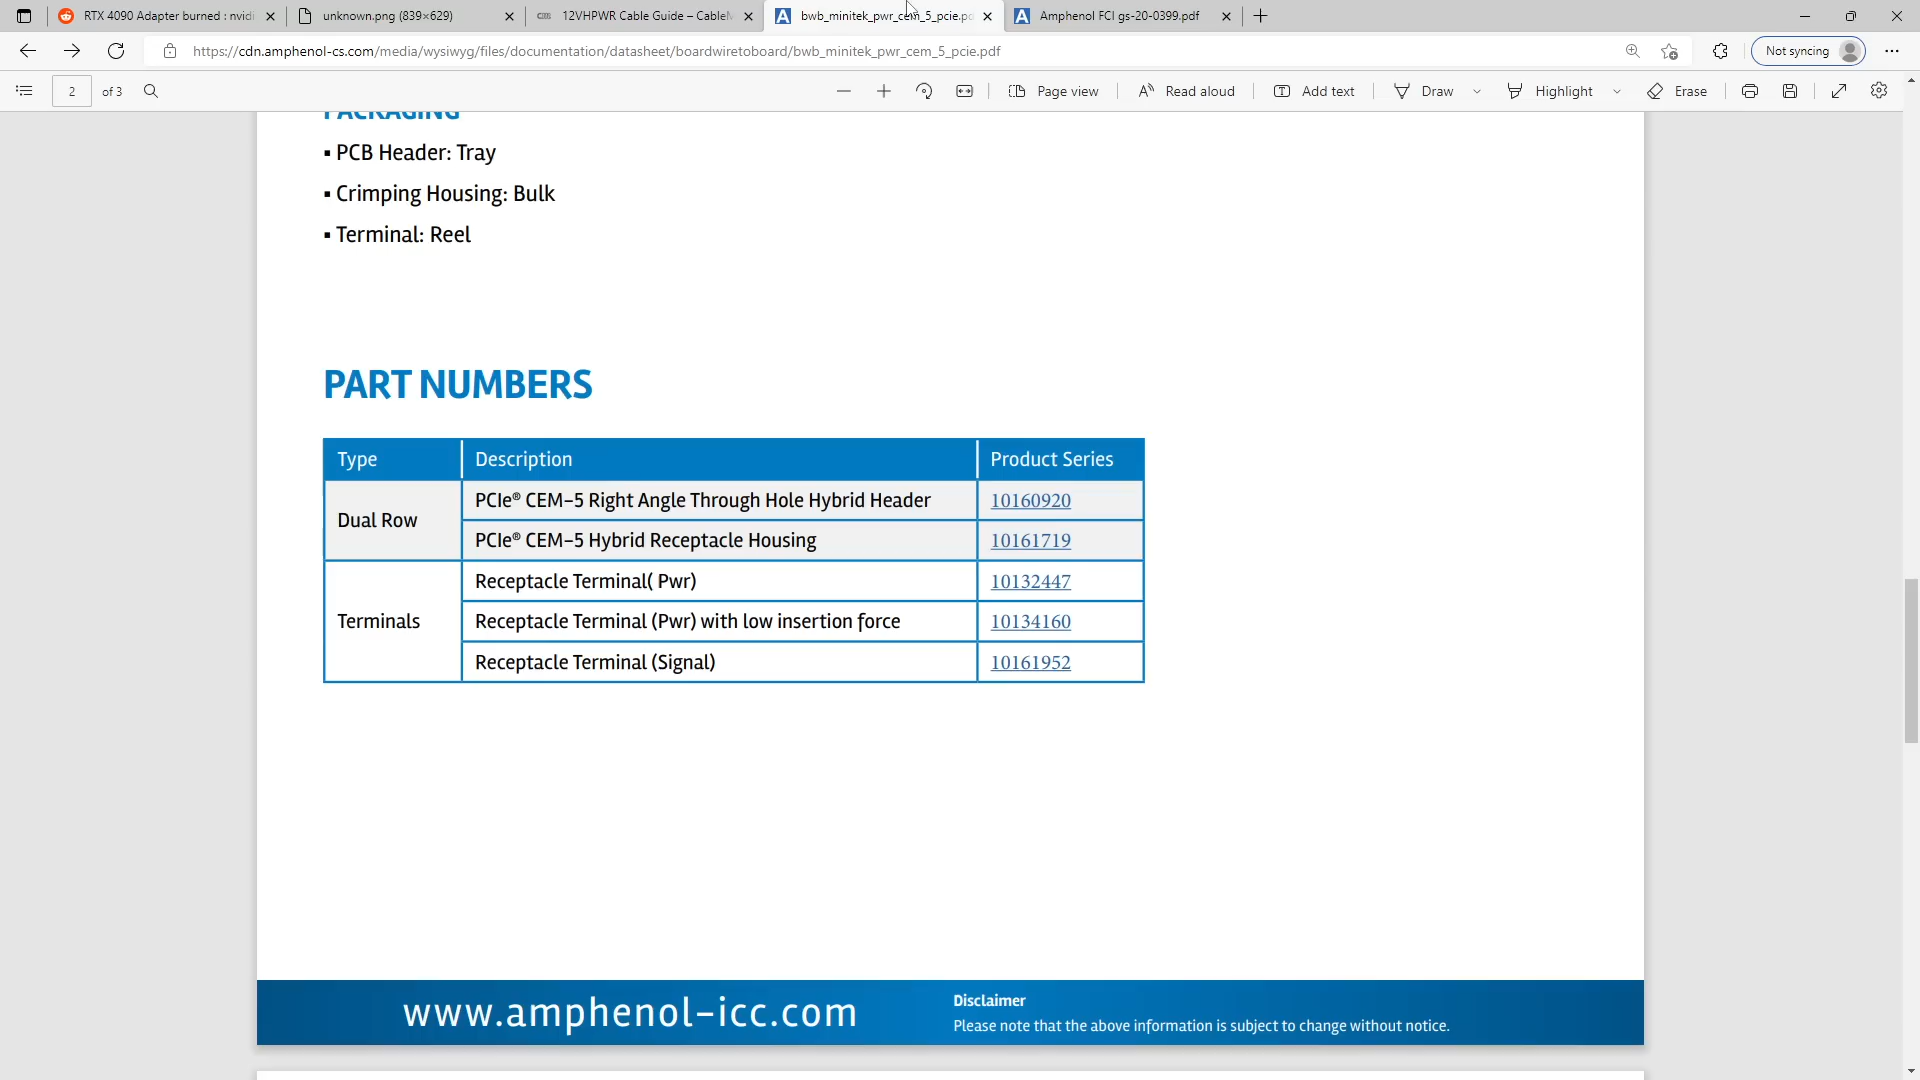 RTX 4090 Adapter burned : nvidi
unknown.png (839×629)
12VHPWR Cable Guide – CableM
bwb_minitek_pwr_cem_5_pcie.pd
Amphenol FCI gs-20-0399.pdf
https://cdn.amphenol-cs.com/media/wysiwyg/files/documentation/datasheet/boardwiretoboard/bwb_minitek_pwr_cem_5_pcie.pdf
Not syncing
2 of 3
Page view
Read aloud
Add text
Draw
Highlight
Erase
PACKAGING
▪ PCB Header: Tray
▪ Crimping Housing: Bulk
▪ Terminal: Reel
PART NUMBERS
Type Description Product Series
Dual Row
PCIe® CEM–5 Right Angle Through Hole Hybrid Header 10160920
PCIe® CEM–5 Hybrid Receptacle Housing 10161719
Terminals
Receptacle Terminal( Pwr) 10132447
Receptacle Terminal (Pwr) with low insertion force 10134160
Receptacle Terminal (Signal) 10161952
www.amphenol–icc.com
Disclaimer
Please note that the above information is subject to change without notice.